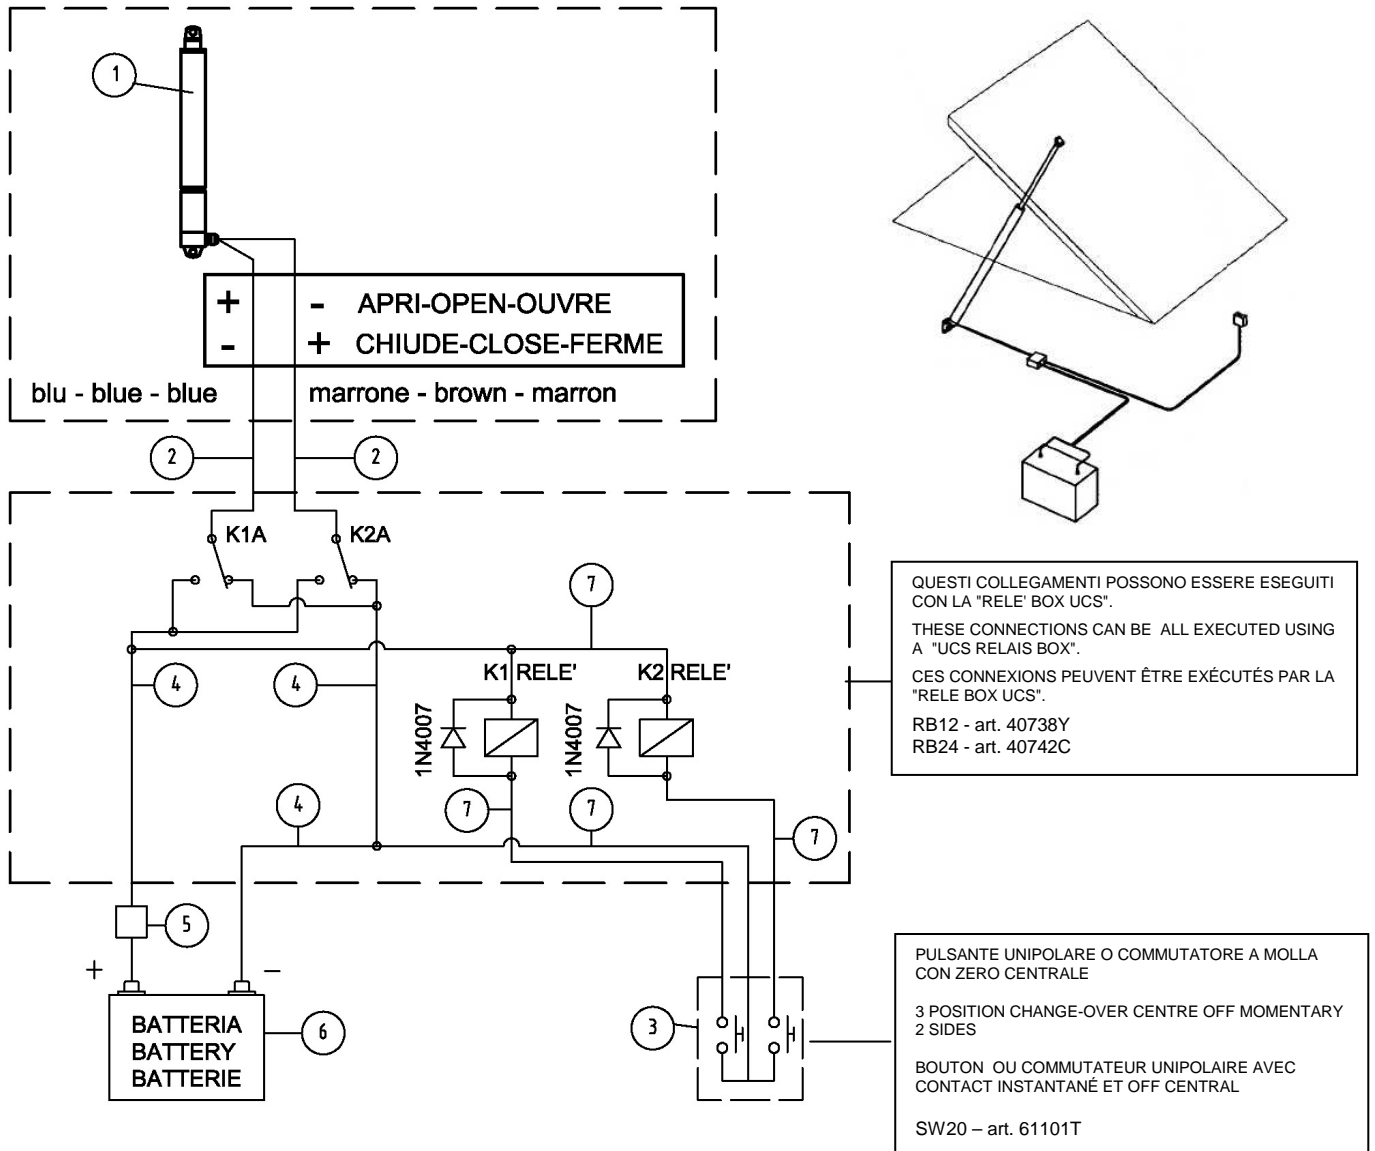 1
+ - APRI-OPEN-OUVRE
- + CHIUDE-CLOSE-FERME
blu - blue - blue marrone - brown - marron
2 2
K1A K2A
7
K1 RELE' K2 RELE'
4 4
1N4007 1N4007
4 7 7 7
5
+ -
BATTERIA
BATTERY
BATTERIE
6
3
QUESTI COLLEGAMENTI POSSONO ESSERE ESEGUITI
CON LA "RELE' BOX UCS".
THESE CONNECTIONS CAN BE ALL EXECUTED USING
A "UCS RELAIS BOX".
CES CONNEXIONS PEUVENT ÊTRE EXÉCUTÉS PAR LA
"RELE BOX UCS".
RB12 - art. 40738Y
RB24 - art. 40742C
PULSANTE UNIPOLARE O COMMUTATORE A MOLLA
CON ZERO CENTRALE
3 POSITION CHANGE-OVER CENTRE OFF MOMENTARY
2 SIDES
BOUTON OU COMMUTATEUR UNIPOLAIRE AVEC
CONTACT INSTANTANÉ ET OFF CENTRAL
SW20 – art. 61101T